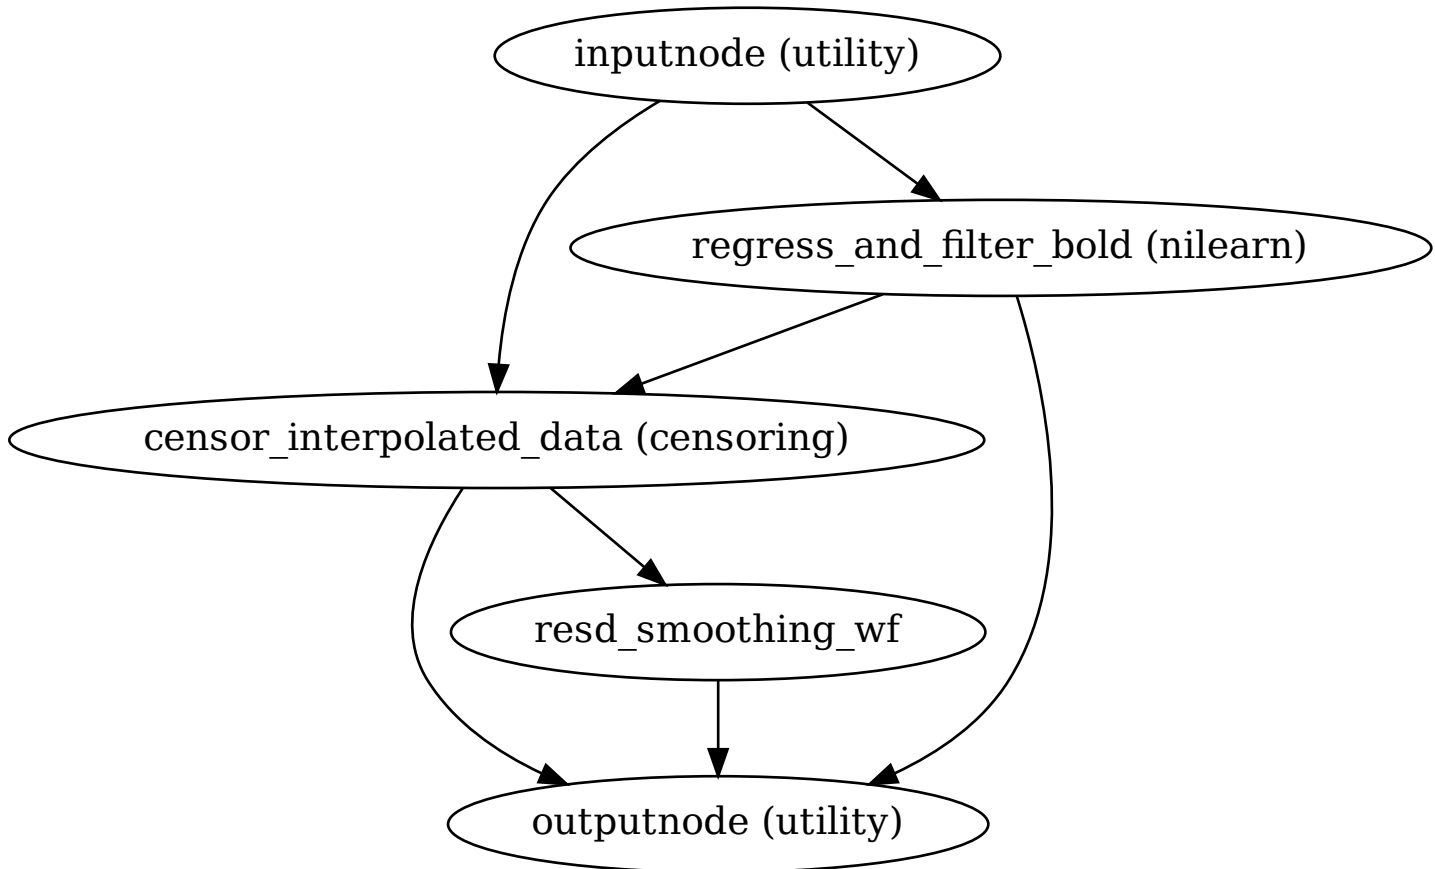 inputnode (utility)
regress_and_filter_bold (nilearn)
censor_interpolated_data (censoring)
resd_smoothing_wf
outputnode (utility)